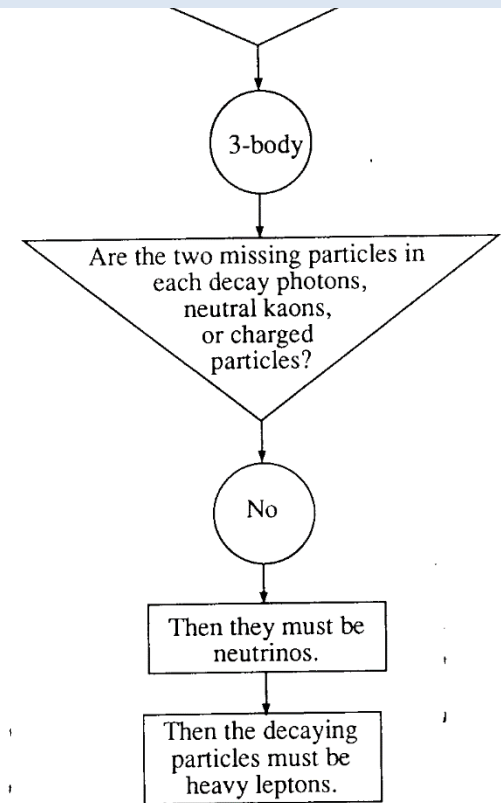 3-body
Are the two missing particles in
each decay photons,
neutral kaons,
or charged
particles?
No
Then they must be
neutrinos.
Then the decaying
particles must be
heavy leptons.